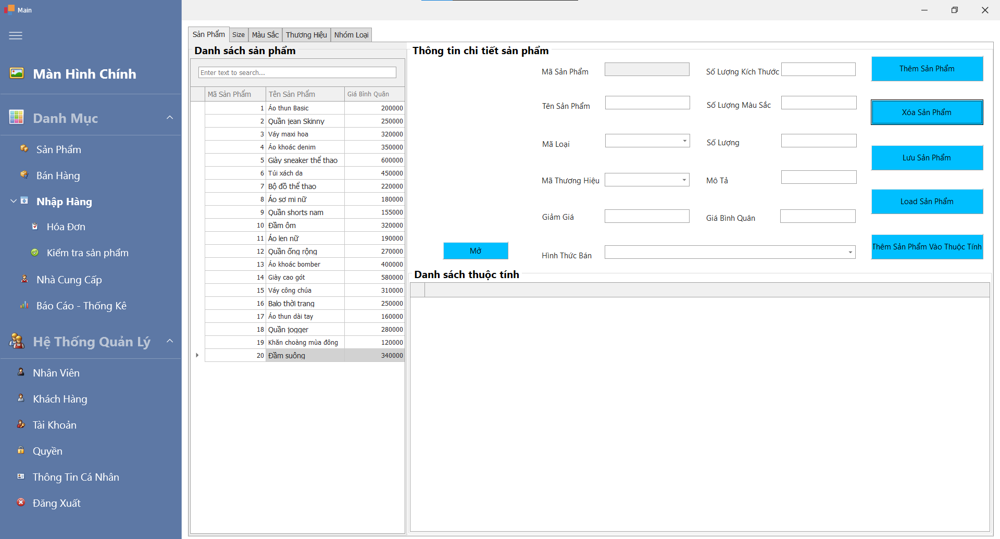 Main
Màn Hình Chính
Danh Mục
Sản Phẩm
Bán Hàng
Nhập Hàng
Hóa Đơn
Kiểm tra sản phẩm
Nhà Cung Cấp
Báo Cáo - Thống Kê
Hệ Thống Quản Lý
Nhân Viên
Khách Hàng
Tài Khoản
Quyền
Thông Tin Cá Nhân
Đăng Xuất
Sản Phẩm Size Màu Sắc Thương Hiệu Nhóm Loại
Danh sách sản phẩm
Enter text to search...
Mã Sản Phẩm Tên Sản Phẩm Giá Bình Quân
1 Áo thun Basic 200000
2 Quần jean Skinny 250000
3 Váy maxi hoa 320000
4 Áo khoác denim 350000
5 Giày sneaker thể thao 600000
6 Túi xách da 450000
7 Bộ đồ thể thao 220000
8 Áo sơ mi nữ 180000
9 Quần shorts nam 155000
10 Đầm ôm 320000
11 Áo len nữ 190000
12 Quần ống rộng 270000
13 Áo khoác bomber 400000
14 Giày cao gót 580000
15 Váy công chúa 310000
16 Balo thời trang 250000
17 Áo thun dài tay 160000
18 Quần jogger 280000
19 Khăn choàng mùa đông 120000
20 Đầm suông 340000
Thông tin chi tiết sản phẩm
Mã Sản Phẩm Số Lượng Kích Thước Thêm Sản Phẩm
Tên Sản Phẩm Số Lượng Màu Sắc Xóa Sản Phẩm
Mã Loại Số Lượng Lưu Sản Phẩm
Mã Thương Hiệu Mô Tả Load Sản Phẩm
Giảm Giá Giá Bình Quân
Mở Hình Thức Bán Thêm Sản Phẩm Vào Thuộc Tính
Danh sách thuộc tính